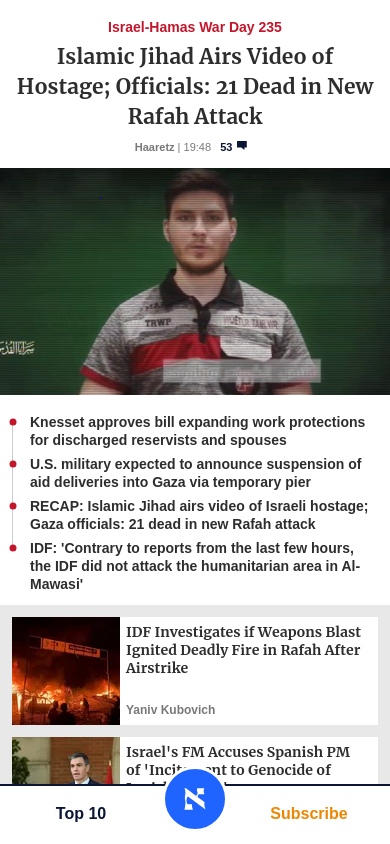 Israel-Hamas War Day 235
Islamic Jihad Airs Video of
Hostage; Officials: 21 Dead in New
Rafah Attack
Haaretz | 19:48 53
TRWP
Knesset approves bill expanding work protections
for discharged reservists and spouses
U.S. military expected to announce suspension of
aid deliveries into Gaza via temporary pier
RECAP: Islamic Jihad airs video of Israeli hostage;
Gaza officials: 21 dead in new Rafah attack
IDF: 'Contrary to reports from the last few hours,
the IDF did not attack the humanitarian area in Al-
Mawasi'
IDF Investigates if Weapons Blast
Ignited Deadly Fire in Rafah After
Airstrike
Yaniv Kubovich
Israel's FM Accuses Spanish PM
of to Genocide of
Top 10
Subscribe